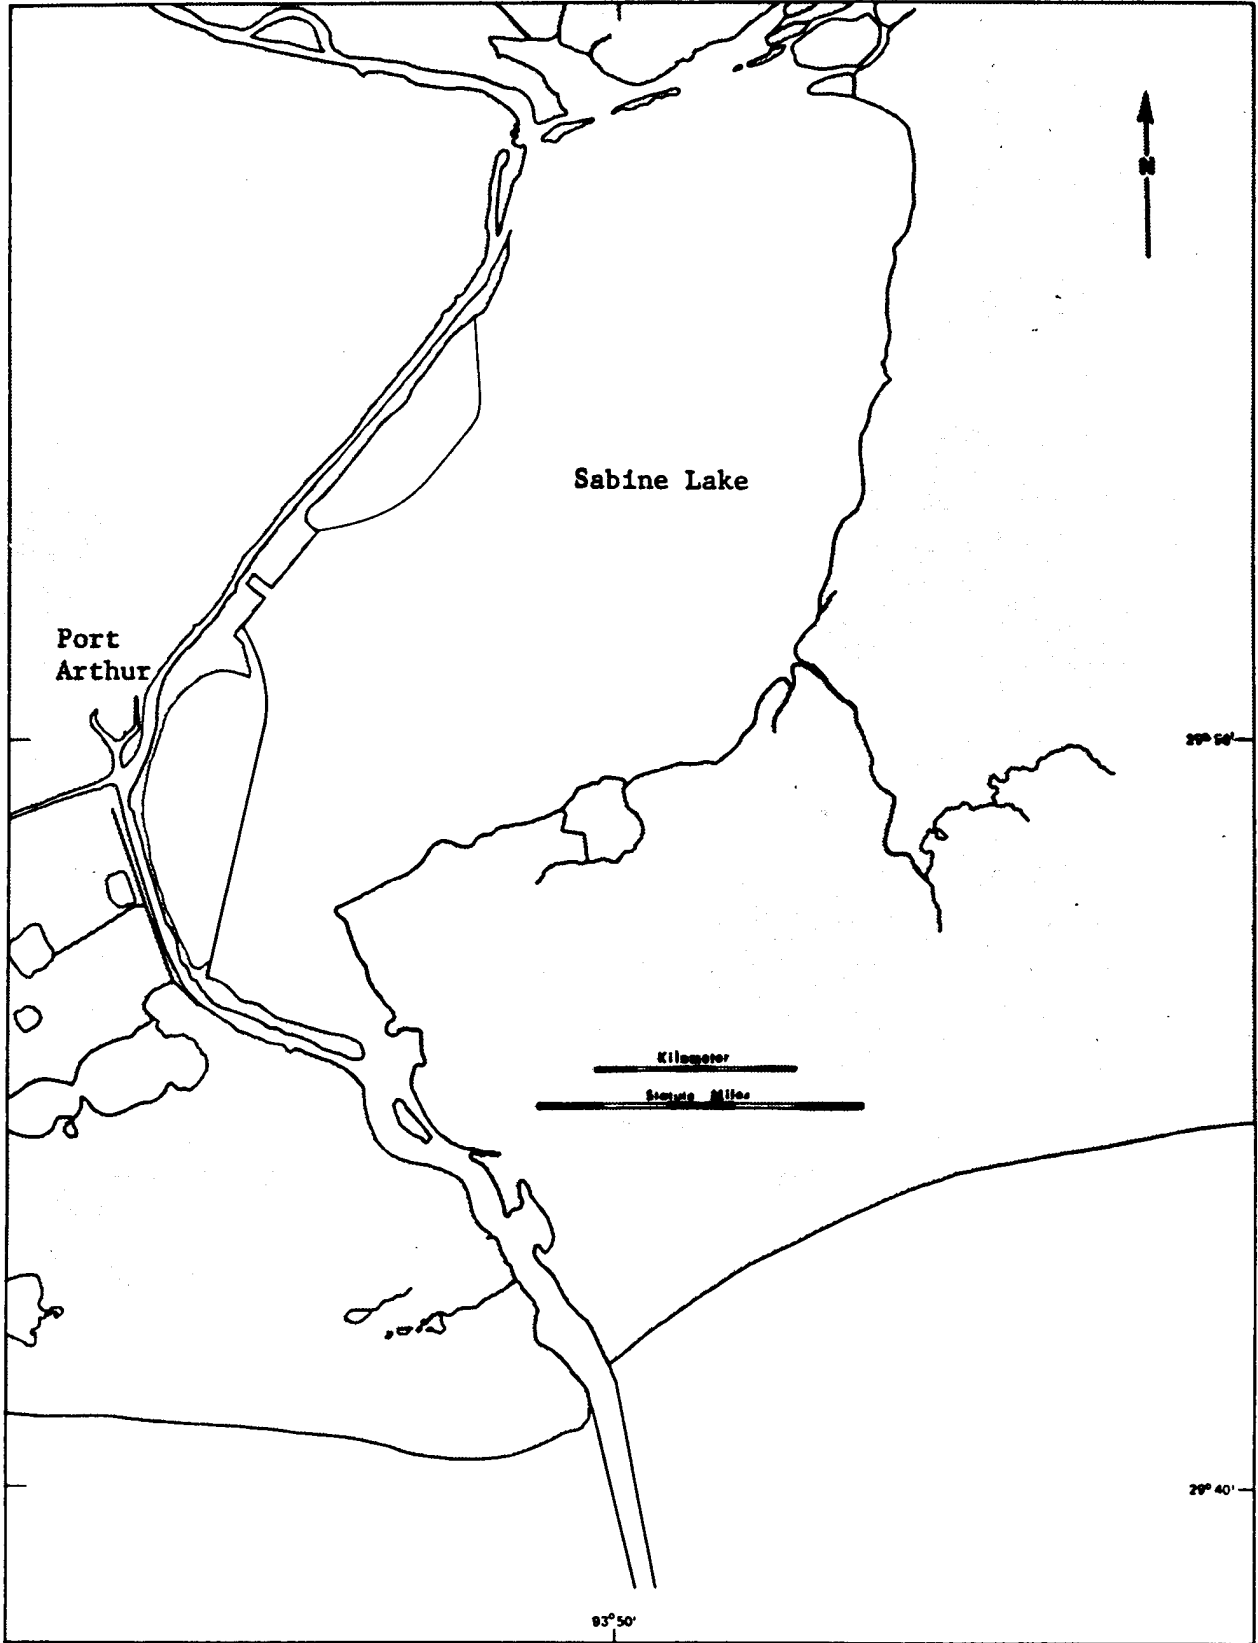 N
Sabine Lake
Port
Arthur
29° 50'
Kilometer
Statute Miles
29° 40'
93° 50'